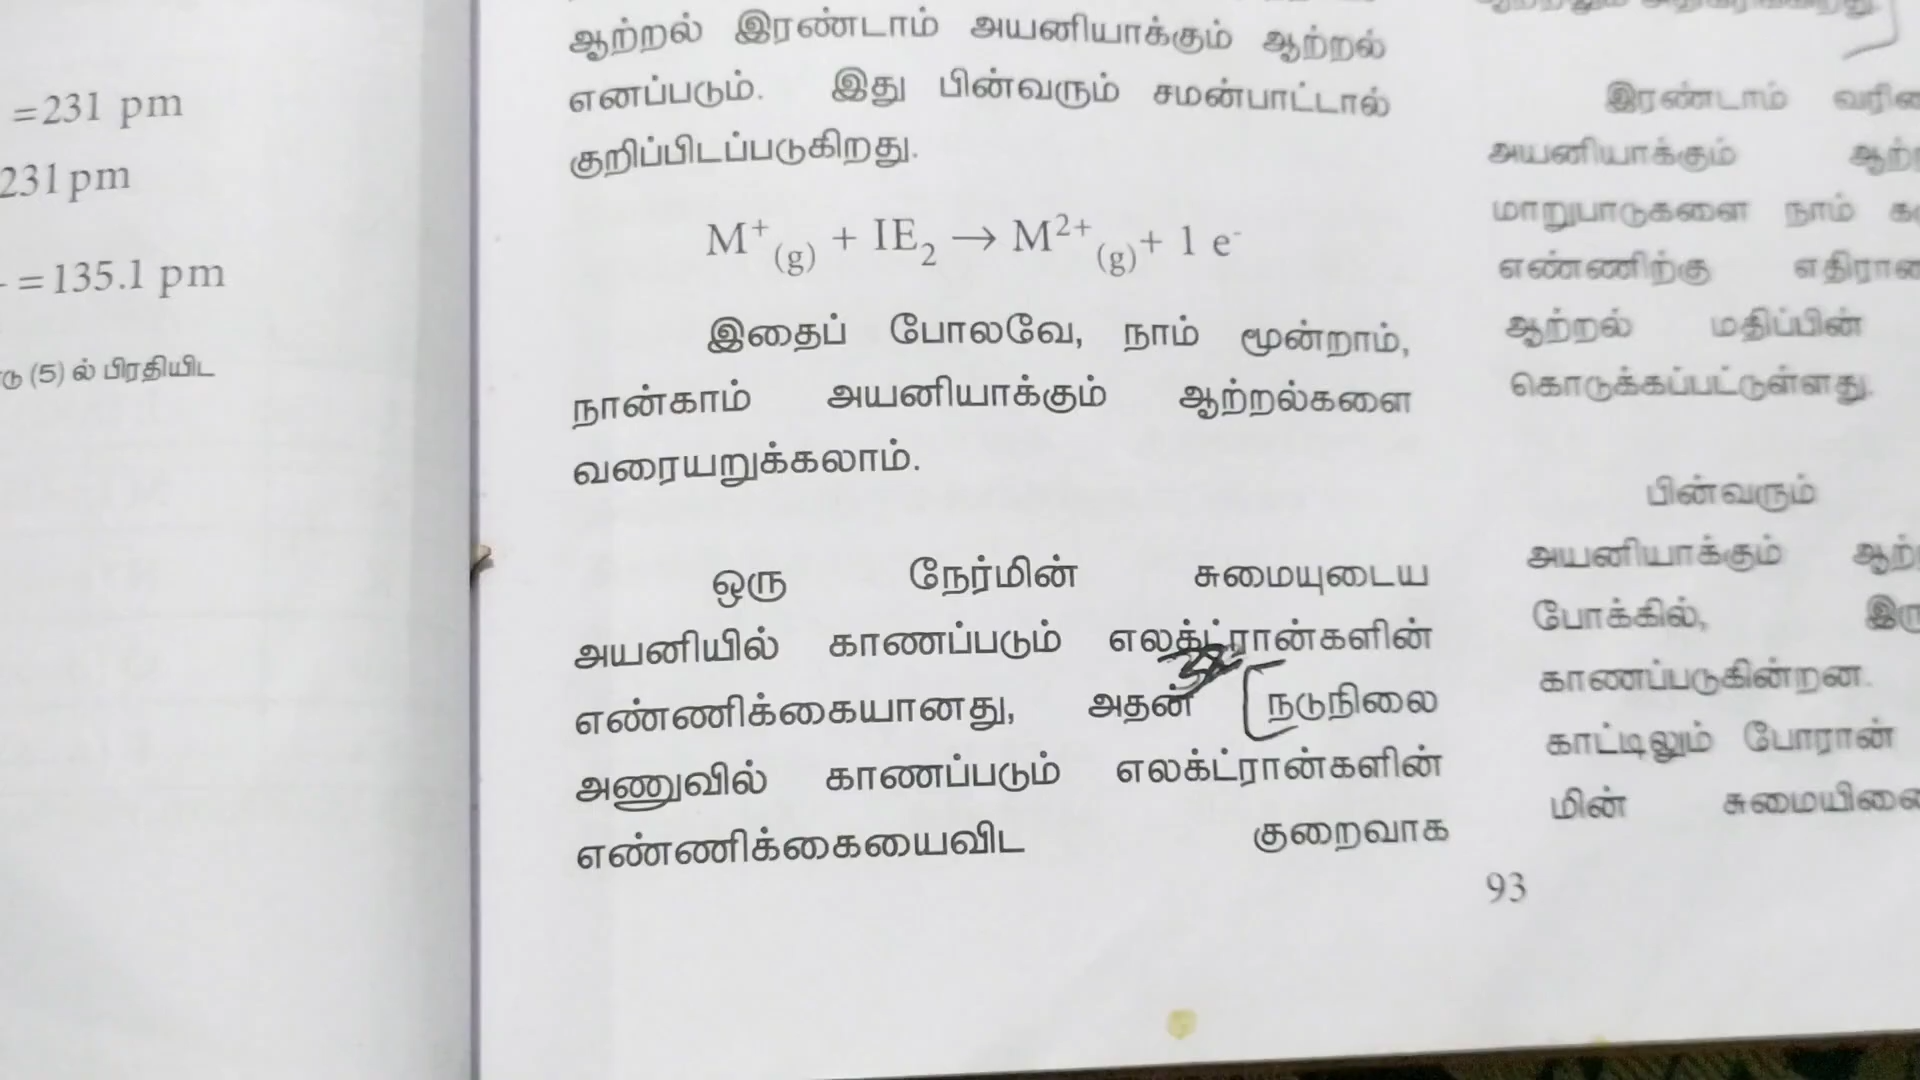 =231 pm
231 pm
=135.1 pm
(5) ல் பிரதியிட
ஆற்றல் இரண்டாம் அயனியாக்கும் ஆற்றல்
எனப்படும். இது பின்வரும் சமன்பாட்டால்
குறிப்பிடப்படுகிறது.
M⁺(g) + IE₂ → M²⁺(g) + 1 e⁻
இதைப் போலவே, நாம் மூன்றாம்,
நான்காம் அயனியாக்கும் ஆற்றல்களை
வரையறுக்கலாம்.
ஒரு நேர்மின் சுமையுடைய
அயனியில் காணப்படும் எலக்ட்ரான்களின்
எண்ணிக்கையானது, அதன் நடுநிலை
அணுவில் காணப்படும் எலக்ட்ரான்களின்
எண்ணிக்கையைவிட குறைவாக
இரண்டாம்
அயனியாக்கும்
மாறுபாடுகளை நாம்
எண்ணிற்கு
ஆற்றல் மதிப்பின்
கொடுக்கப்பட்டுள்ளது.
பின்வரும்
அயனியாக்கும்
போக்கில்,
காணப்படுகின்றன.
காட்டிலும் போரான்
மின்
93